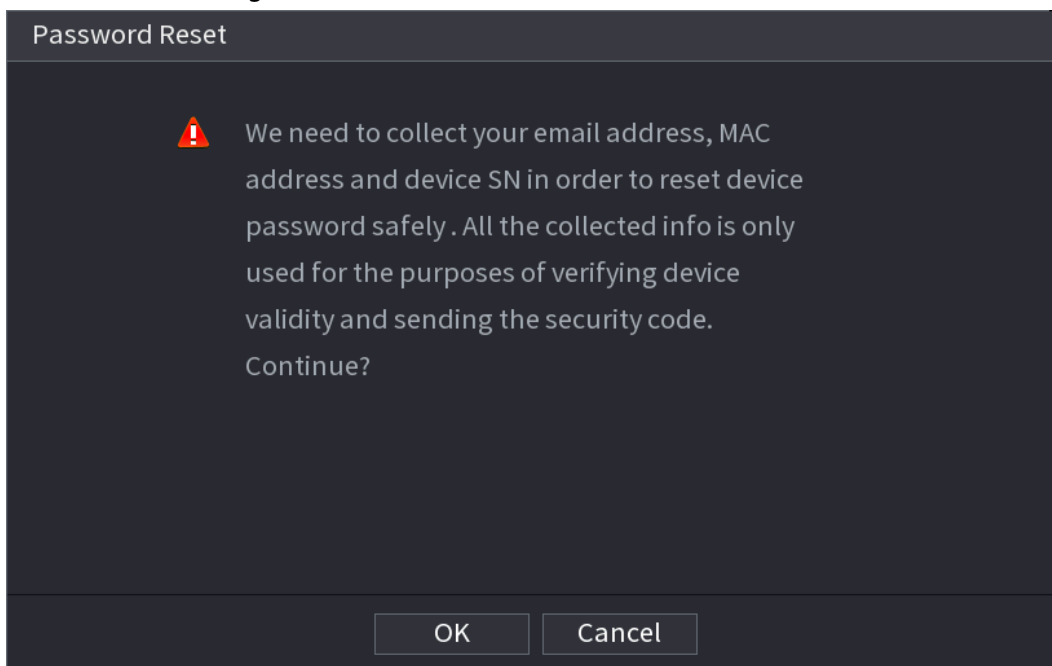 Password Reset
We need to collect your email address, MAC
address and device SN in order to reset device
password safely . All the collected info is only
used for the purposes of verifying device
validity and sending the security code.
Continue?
OK Cancel